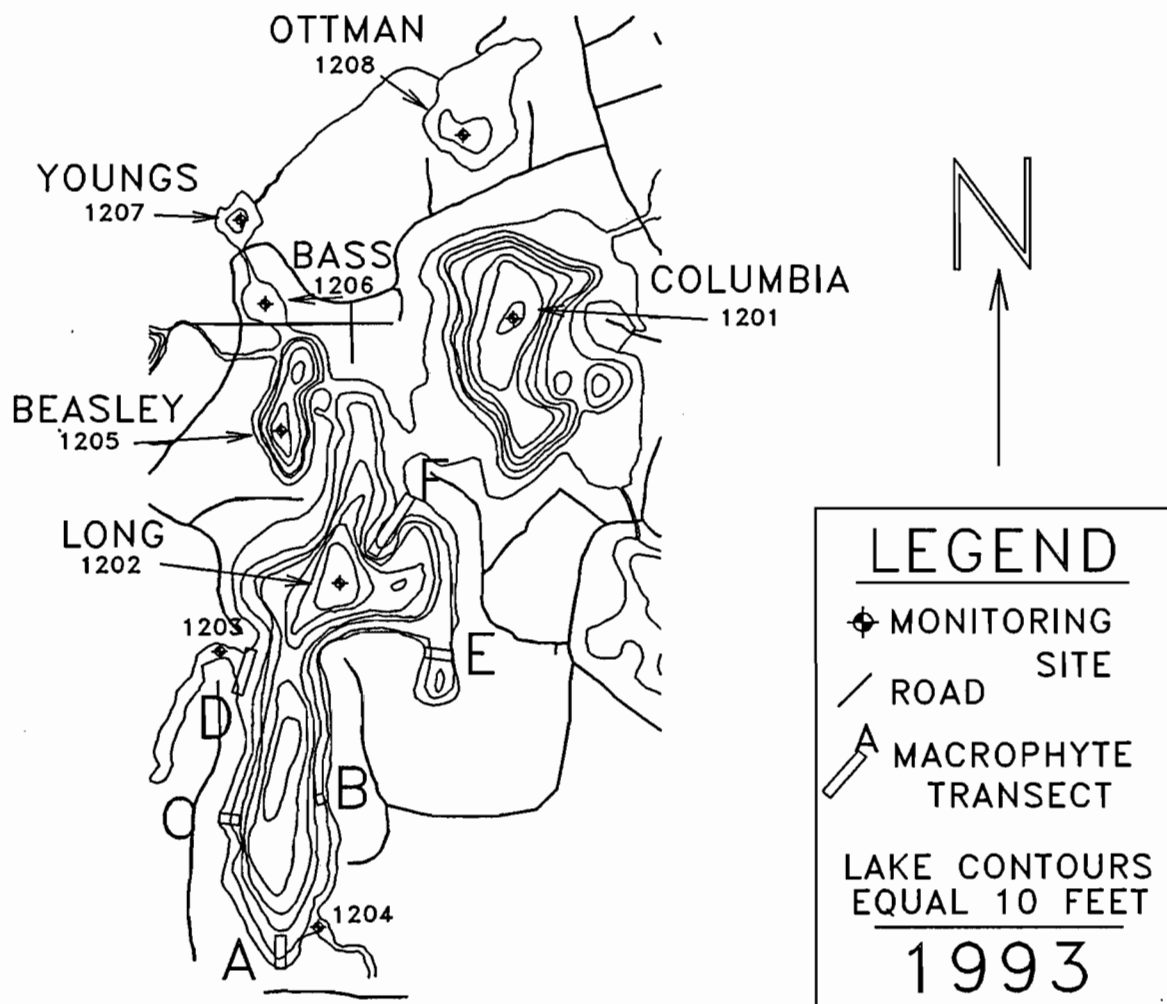 OTTMAN
1208
YOUNGS
1207
BASS
1206
COLUMBIA
1201
BEASLEY
1205
F
LONG
1202
1203
E
D
B
C
1204
A
N
LEGEND
MONITORING
SITE
ROAD
A
MACROPHYTE
TRANSECT
LAKE CONTOURS
EQUAL 10 FEET
1993